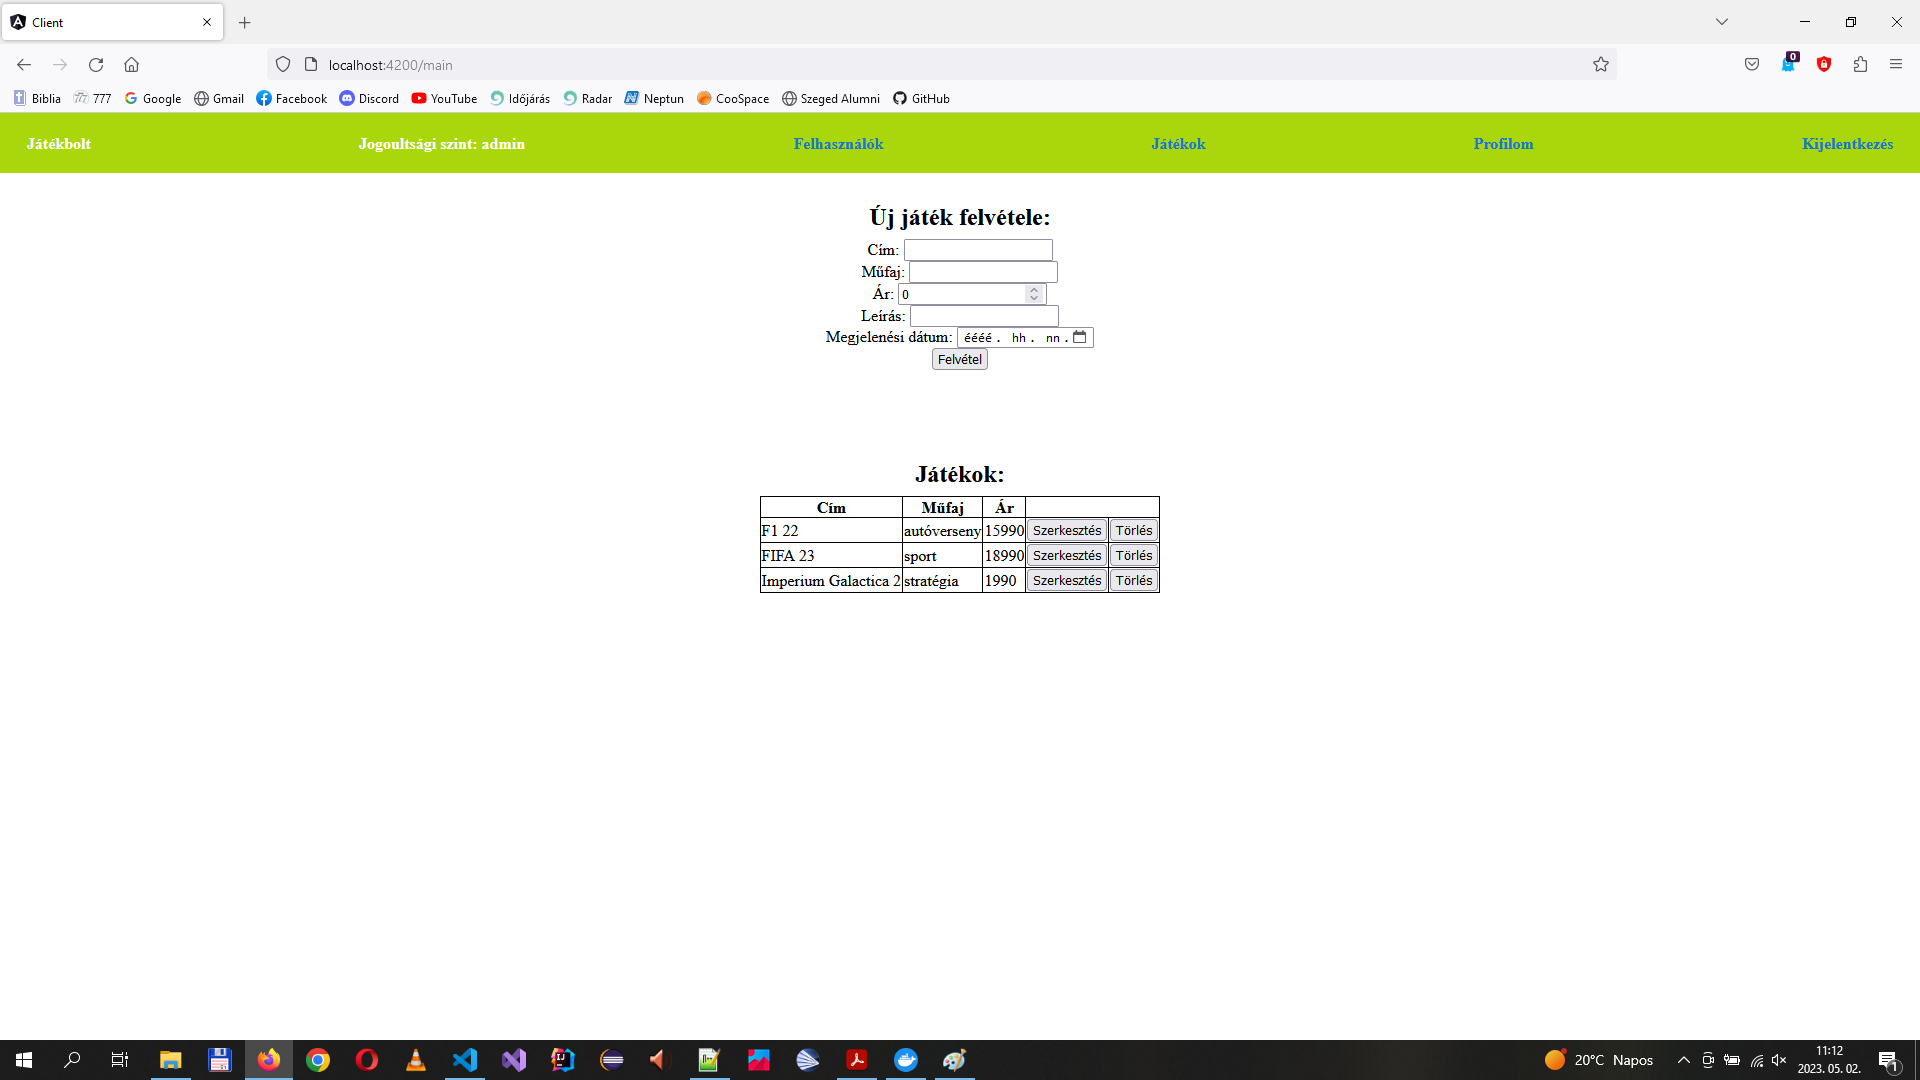 Client
localhost:4200/main
0
Biblia 777 Google Gmail Facebook Discord YouTube Időjárás Radar Neptun CooSpace Szeged Alumni GitHub
Játékbolt Jogoultsági szint: admin Felhasználók Játékok Profilom Kijelentkezés
Új játék felvétele:
Cím:
Műfaj:
Ár: 0
Leírás:
Megjelenési dátum: éééé. hh. nn.
Felvétel
Játékok:
Cím Műfaj Ár
F1 22 autóverseny 15990 Szerkesztés Törlés
FIFA 23 sport 18990 Szerkesztés Törlés
Imperium Galactica 2 stratégia 1990 Szerkesztés Törlés
20°C Napos
11:12
2023. 05. 02.
1